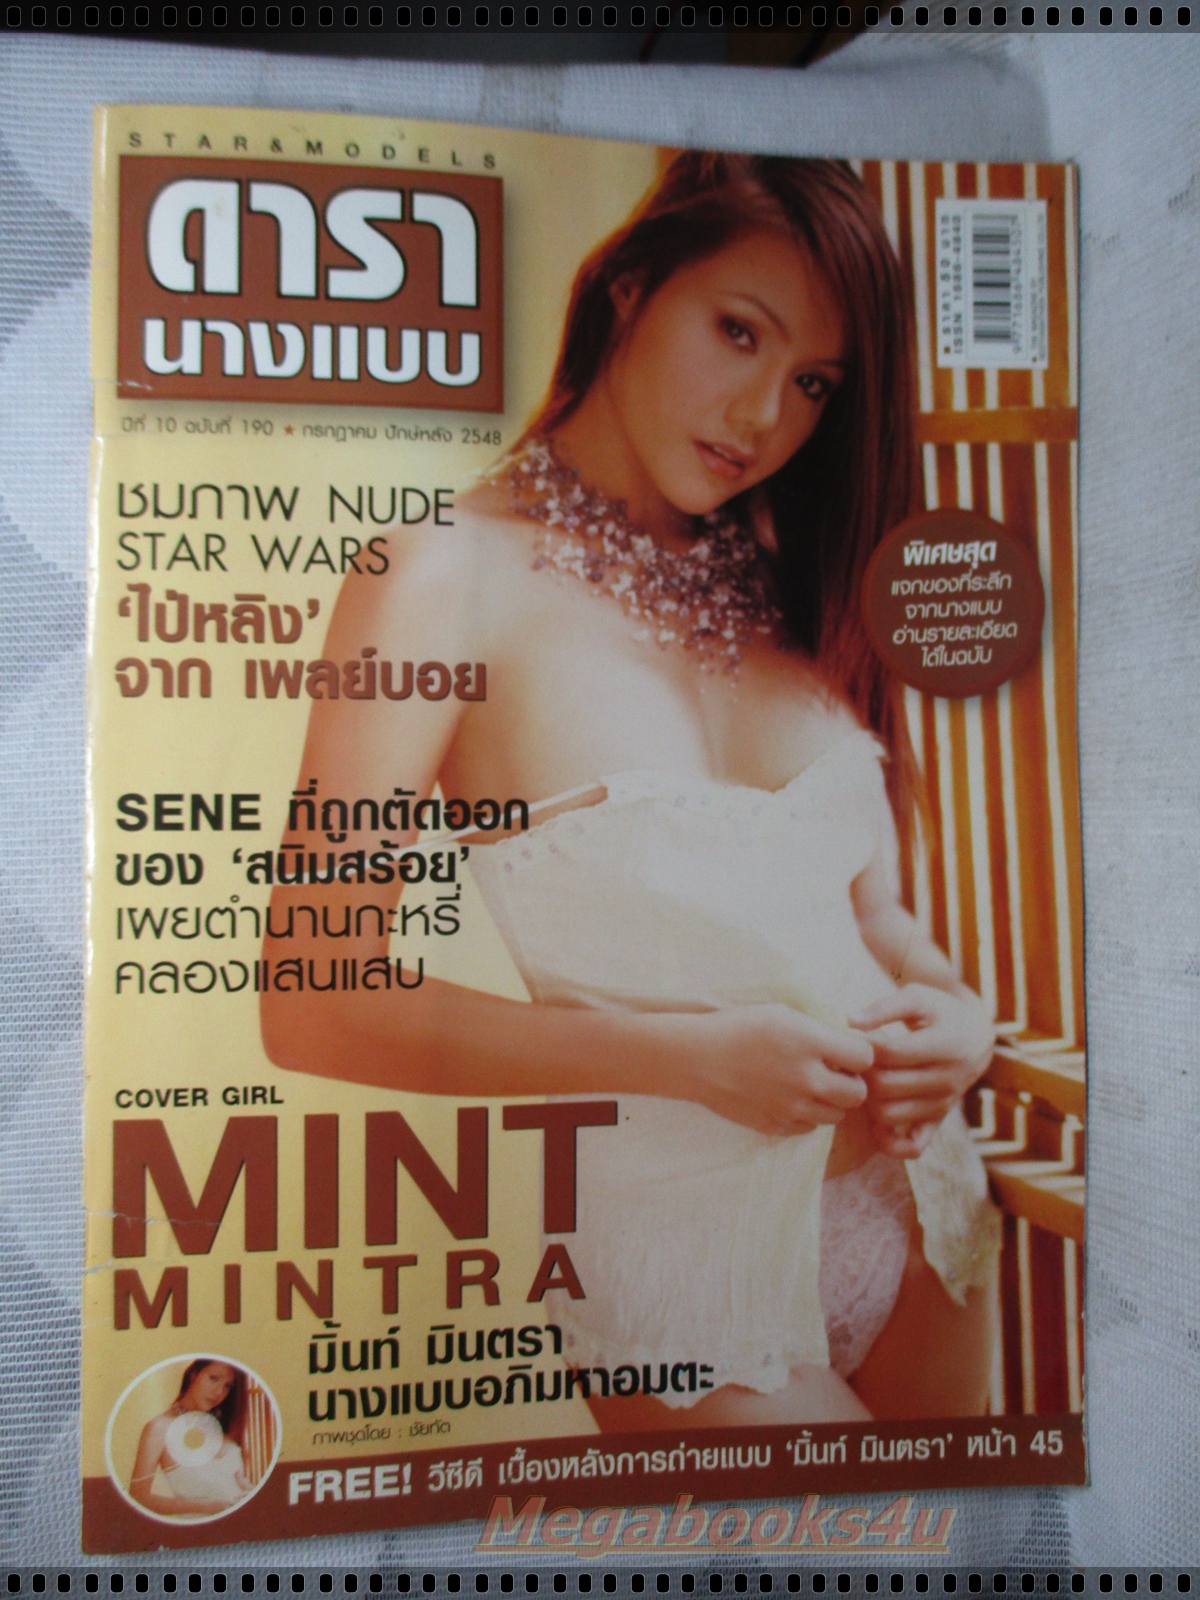 STAR & MODELS
ดารา
นางแบบ
ปีที่ 10 ฉบับที่ 190 ★ กรกฎาคม ปักษ์หลัง 2548
ชมภาพ NUDE
STAR WARS
‘ไป่หลิง’
จาก เพลย์บอย
SENE ที่ถูกตัดออก
ของ ‘สนิมสร้อย’
เผยตำนานกะหรี่
คลองแสนแสบ
ราคา 80 บาท
ISSN 1686-4840
พิเศษสุด
แจกของที่ระลึก
จากนางแบบ
อ่านรายละเอียด
ได้ในฉบับ
COVER GIRL
MINT
MINTRA
มิ้นท์ มินตรา
นางแบบอภิมหาอมตะ
ภาพชุดโดย : ชัยทัต
FREE! วีซีดี เบื้องหลังการถ่ายแบบ ‘มิ้นท์ มินตรา’ หน้า 45
Megabooks4u